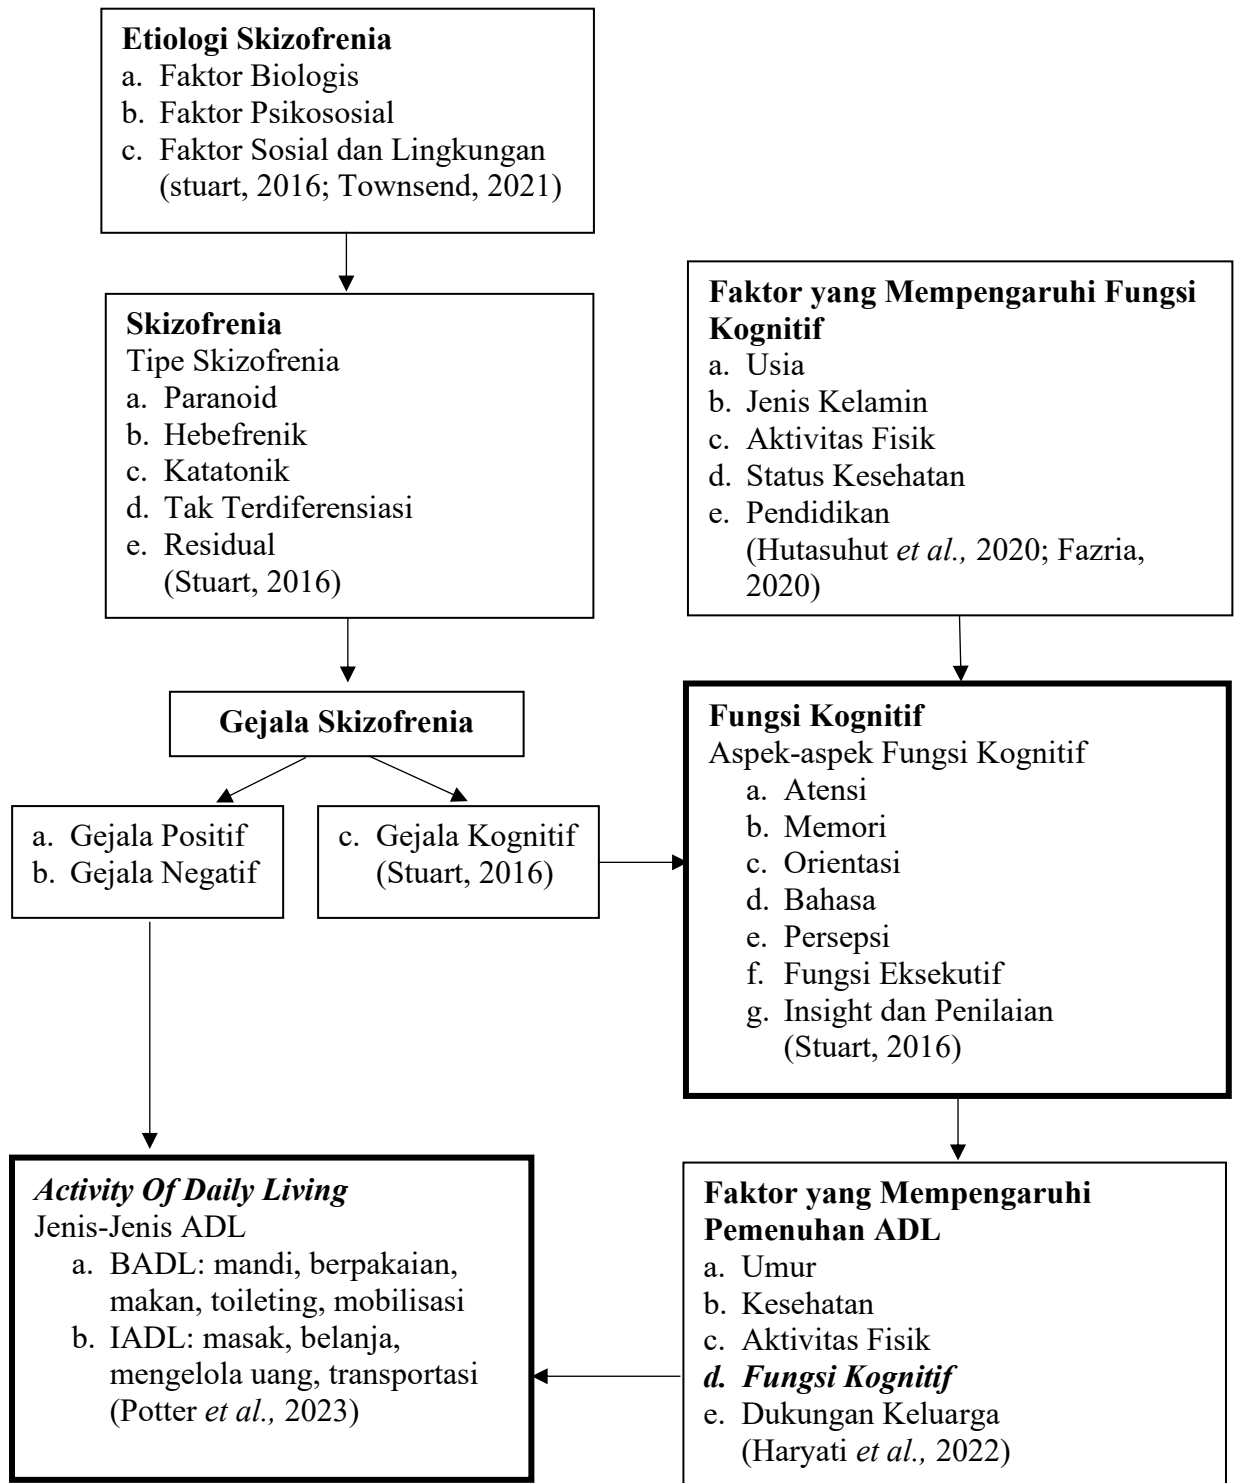 Etiologi Skizofrenia
a. Faktor Biologis
b. Faktor Psikososial
c. Faktor Sosial dan Lingkungan
(stuart, 2016; Townsend, 2021)
Skizofrenia
Tipe Skizofrenia
a. Paranoid
b. Hebefrenik
c. Katatonik
d. Tak Terdiferensiasi
e. Residual
(Stuart, 2016)
Faktor yang Mempengaruhi Fungsi
Kognitif
a. Usia
b. Jenis Kelamin
c. Aktivitas Fisik
d. Status Kesehatan
e. Pendidikan
(Hutasuhut et al., 2020; Fazria,
2020)
Gejala Skizofrenia
a. Gejala Positif
b. Gejala Negatif
c. Gejala Kognitif
(Stuart, 2016)
Fungsi Kognitif
Aspek-aspek Fungsi Kognitif
a. Atensi
b. Memori
c. Orientasi
d. Bahasa
e. Persepsi
f. Fungsi Eksekutif
g. Insight dan Penilaian
(Stuart, 2016)
Activity Of Daily Living
Jenis-Jenis ADL
a. BADL: mandi, berpakaian,
makan, toileting, mobilisasi
b. IADL: masak, belanja,
mengelola uang, transportasi
(Potter et al., 2023)
Faktor yang Mempengaruhi
Pemenuhan ADL
a. Umur
b. Kesehatan
c. Aktivitas Fisik
d. Fungsi Kognitif
e. Dukungan Keluarga
(Haryati et al., 2022)